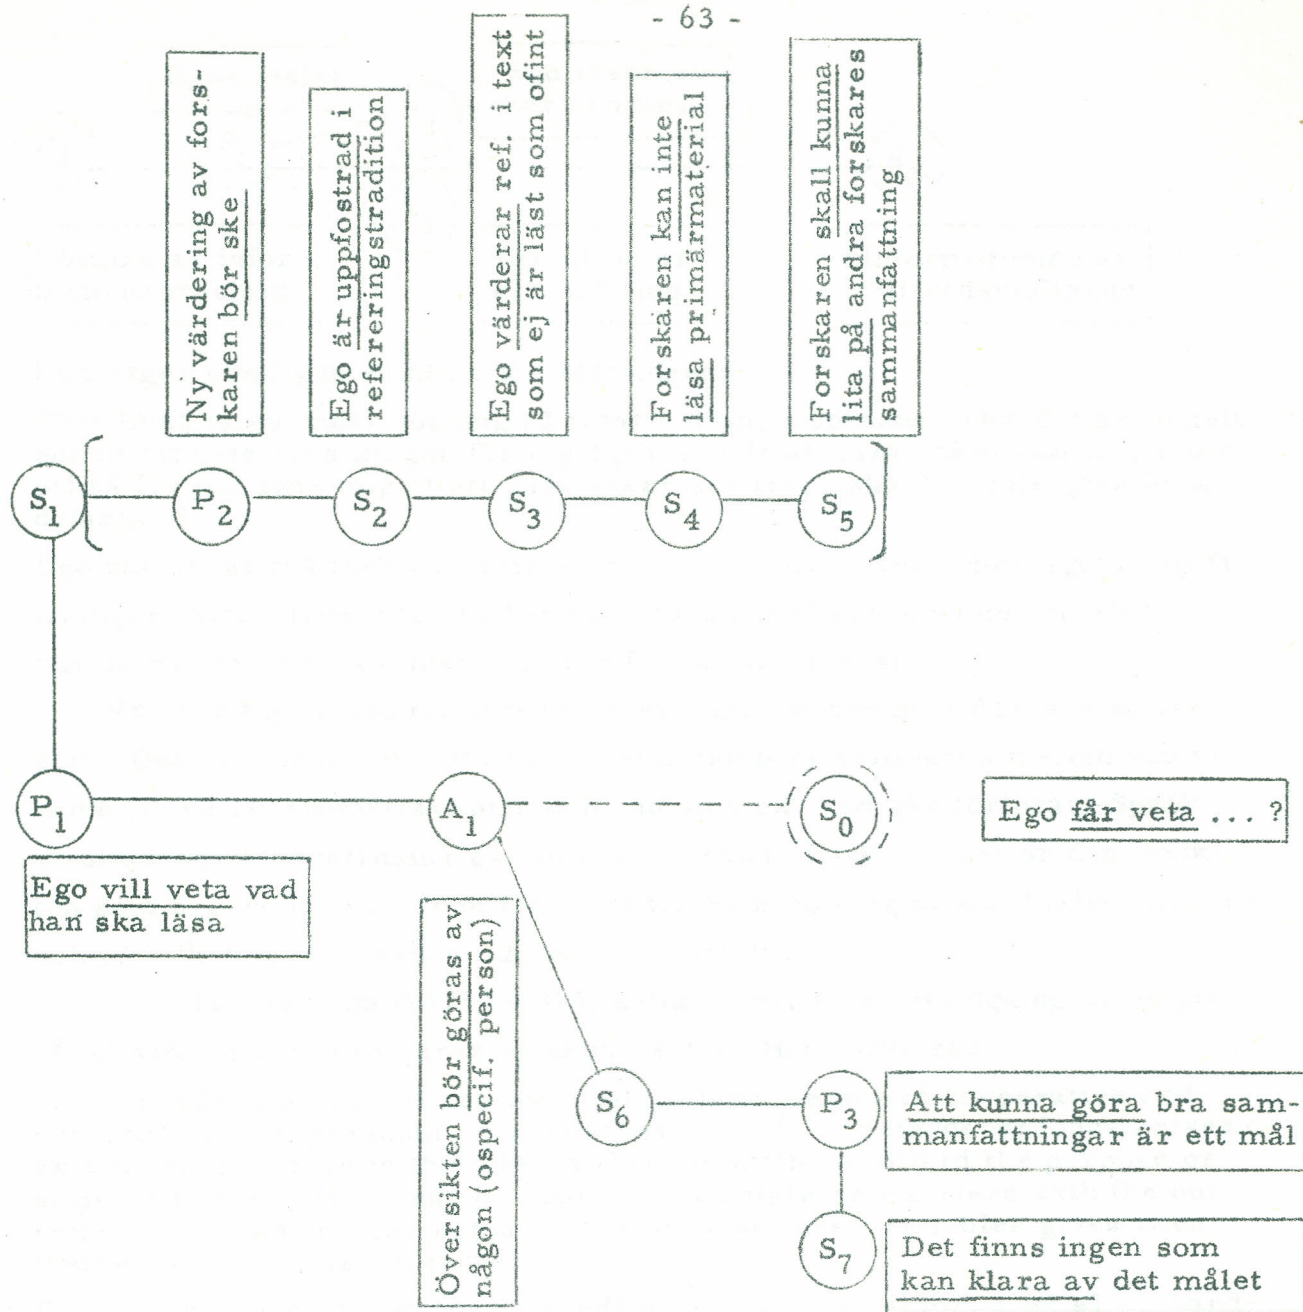 - 63 -
Ny värdering av fors-
karen bör ske
Ego är uppfostrad i
refereringstradition
Ego värderar ref. i text
som ej är läst som ofint
Forskaren kan inte
läsa primärmaterial
Forskaren skall kunna
lita på andra forskares
sammanfattning
S1
P2
S2
S3
S4
S5
P1
A1
S0
Ego får veta ... ?
Ego vill veta vad
han ska läsa
Översikten bör göras av
någon (ospecif. person)
S6
P3
Att kunna göra bra sam-
manfattningar är ett mål
S7
Det finns ingen som
kan klara av det målet